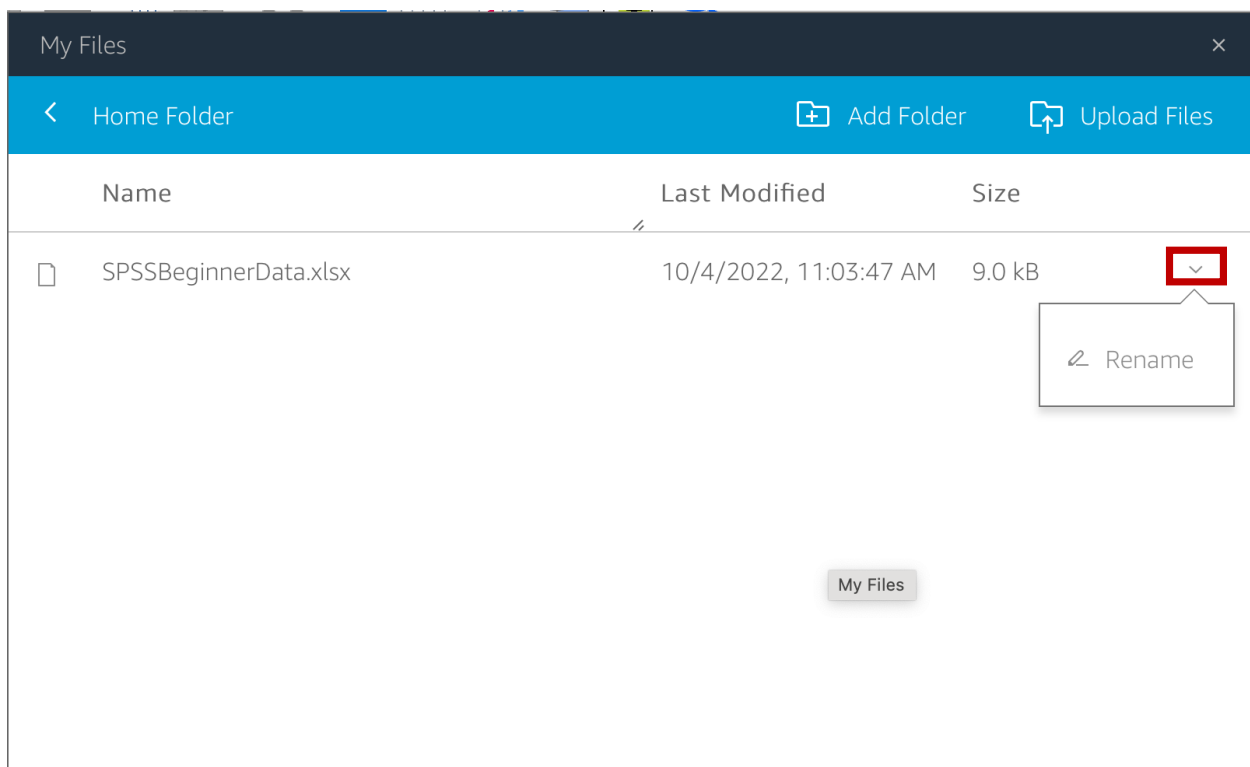 My Files
Home Folder Add Folder Upload Files
Name Last Modified Size
SPSSBeginnerData.xlsx 10/4/2022, 11:03:47 AM 9.0 kB
Rename
My Files